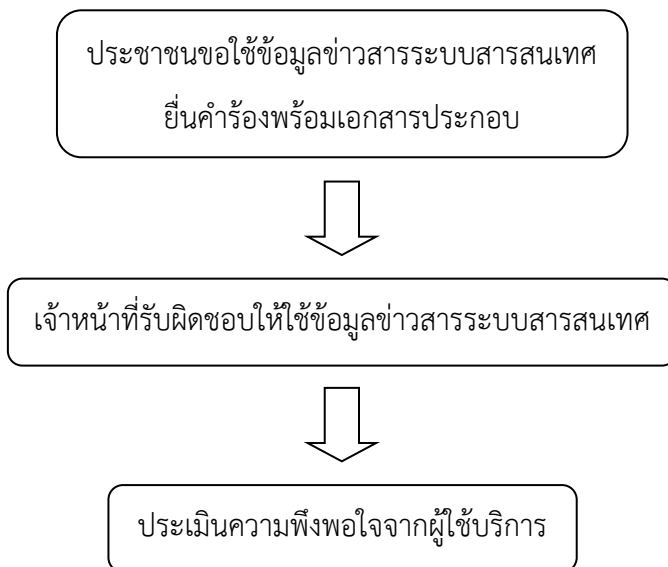 ประชาชนขอใช้ข้อมูลข่าวสารระบบสารสนเทศ
ยื่นคำร้องพร้อมเอกสารประกอบ
เจ้าหน้าที่รับผิดชอบให้ใช้ข้อมูลข่าวสารระบบสารสนเทศ
ประเมินความพึงพอใจจากผู้ใช้บริการ